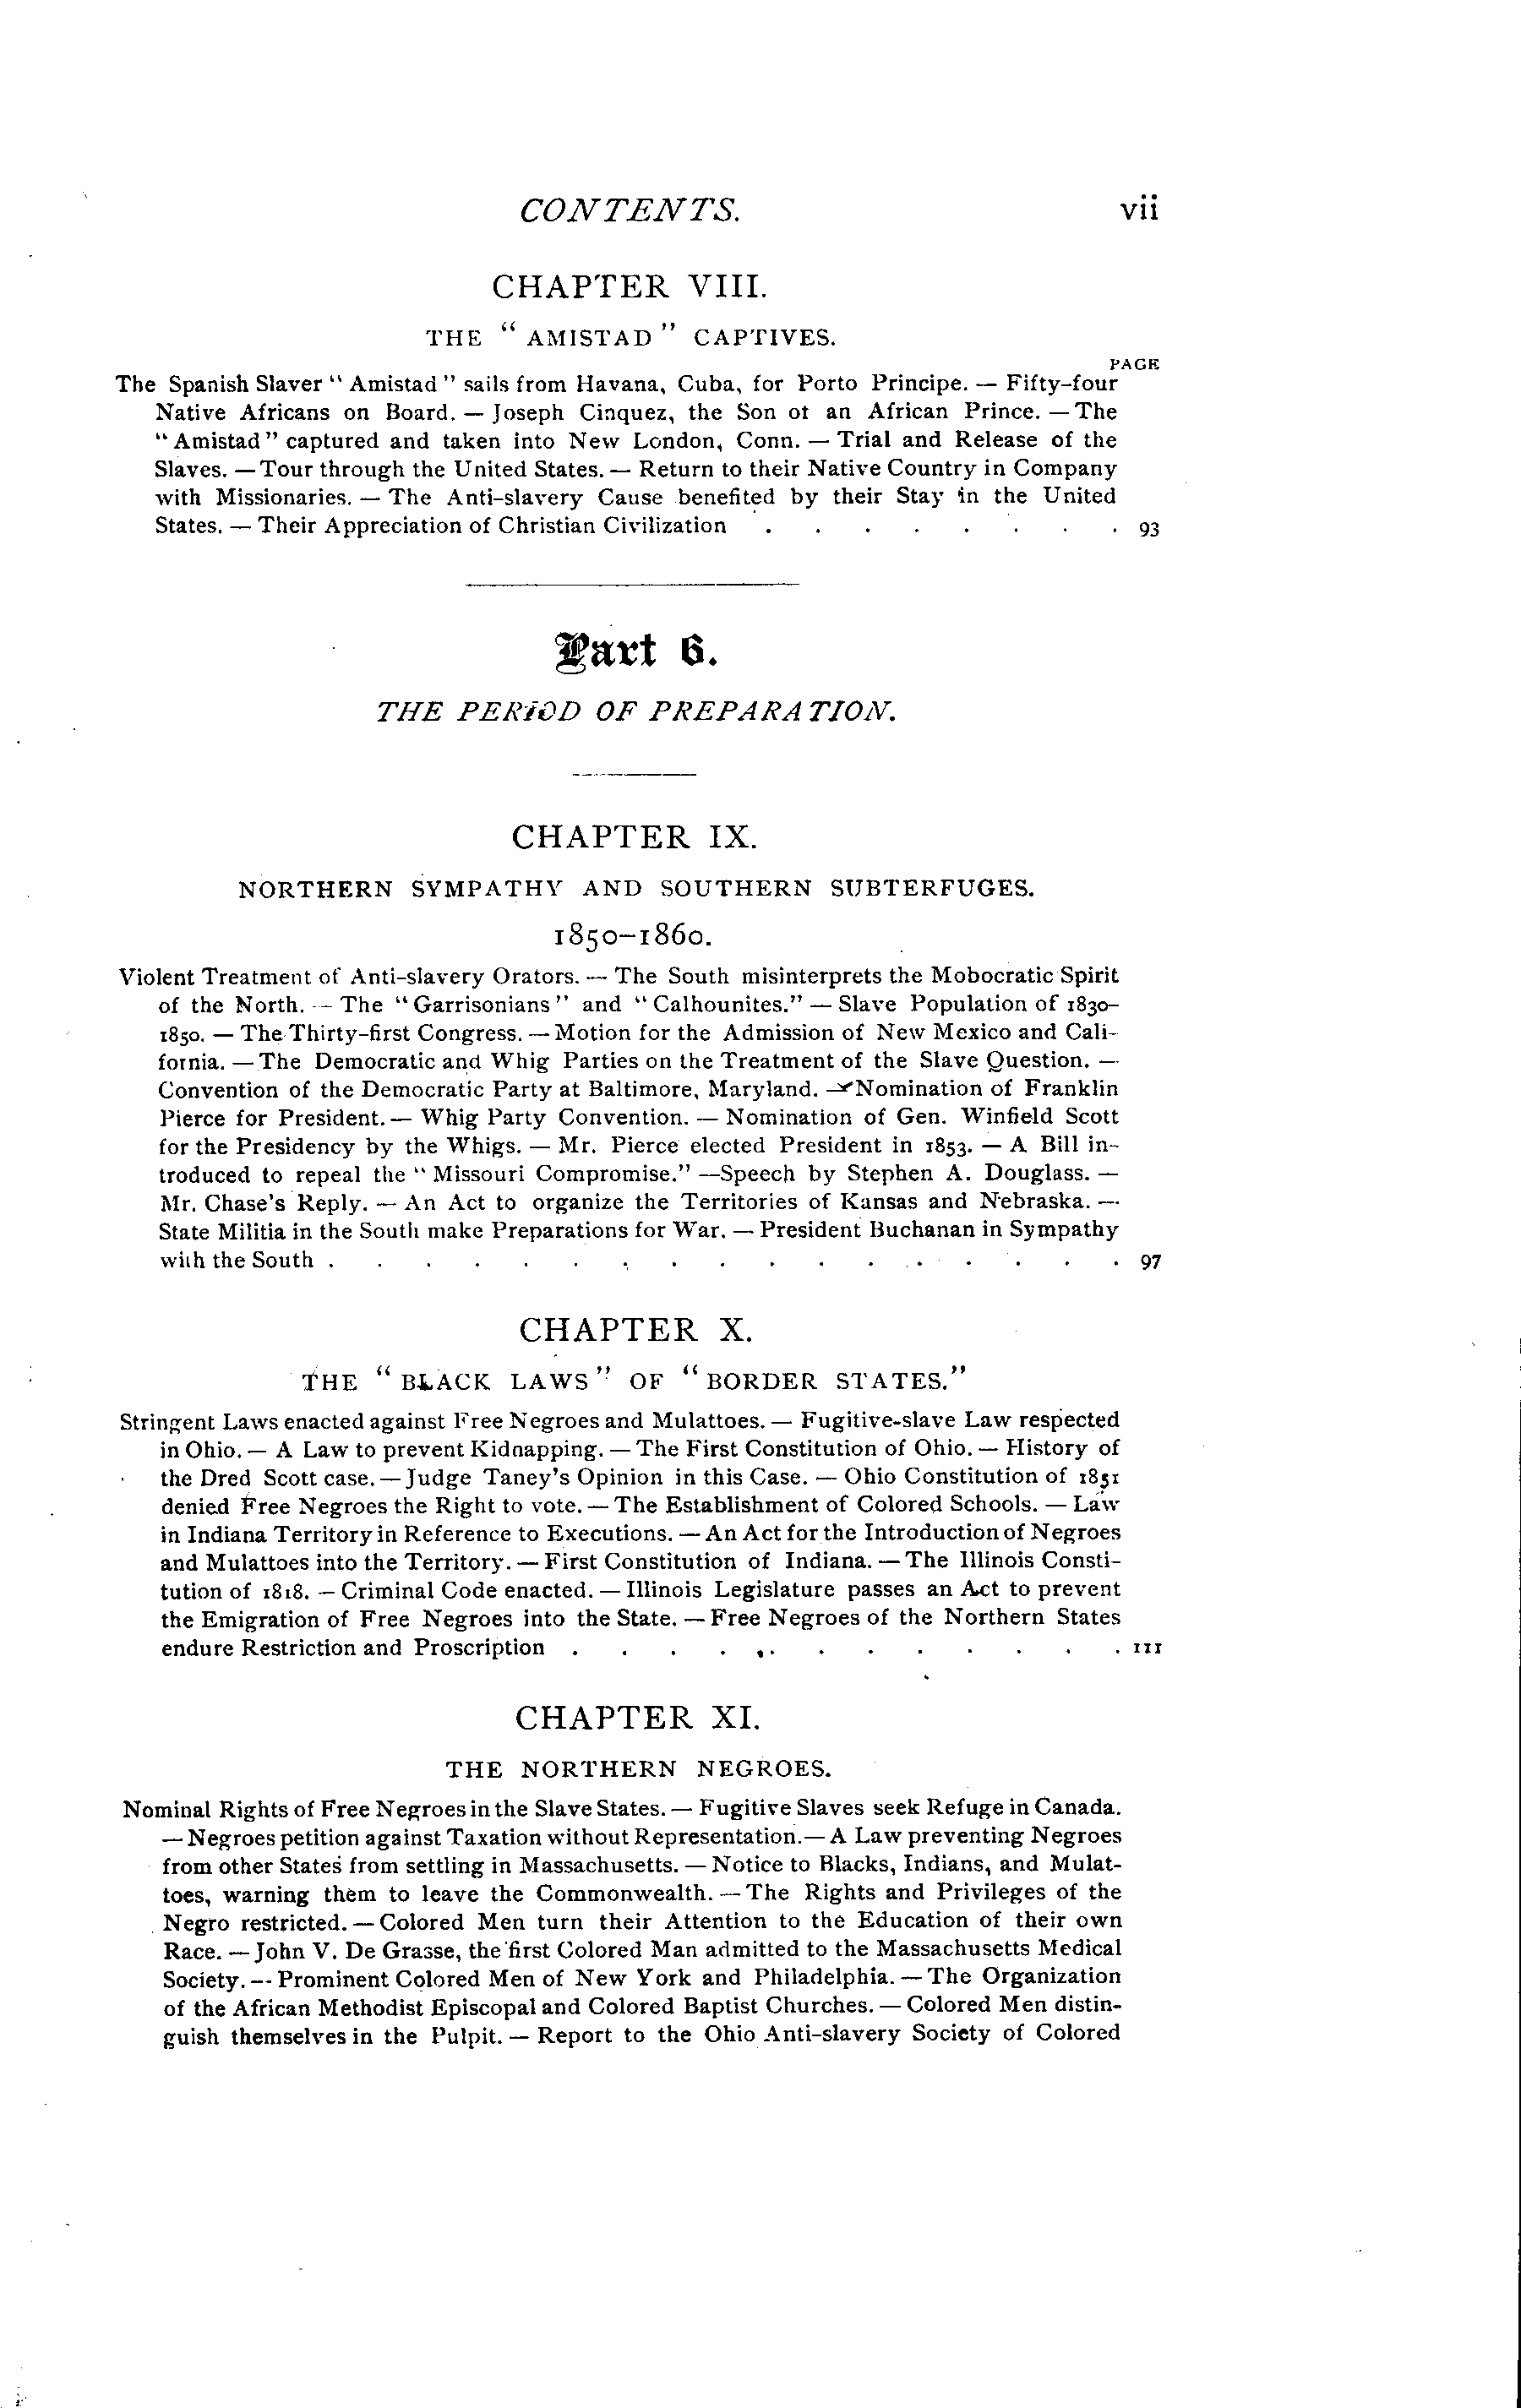 CONTENTS. vii
CHAPTER VIII.
THE "AMISTAD" CAPTIVES.
PAGE
The Spanish Slaver "Amistad" sails from Havana, Cuba, for Porto Principe. — Fifty-four
Native Africans on Board. — Joseph Cinquez, the Son ot an African Prince. — The
"Amistad" captured and taken into New London, Conn. — Trial and Release of the
Slaves. — Tour through the United States. — Return to their Native Country in Company
with Missionaries. — The Anti-slavery Cause benefited by their Stay in the United
States. — Their Appreciation of Christian Civilization . . . . . . . . 93
Part 6.
THE PERIOD OF PREPARATION.
CHAPTER IX.
NORTHERN SYMPATHY AND SOUTHERN SUBTERFUGES.
1850–1860.
Violent Treatment of Anti-slavery Orators. — The South misinterprets the Mobocratic Spirit
of the North. — The "Garrisonians" and "Calhounites." — Slave Population of 1830–
1850. — The Thirty-first Congress. — Motion for the Admission of New Mexico and Cali-
fornia. — The Democratic and Whig Parties on the Treatment of the Slave Question. —
Convention of the Democratic Party at Baltimore, Maryland. — Nomination of Franklin
Pierce for President. — Whig Party Convention. — Nomination of Gen. Winfield Scott
for the Presidency by the Whigs. — Mr. Pierce elected President in 1853. — A Bill in-
troduced to repeal the "Missouri Compromise." — Speech by Stephen A. Douglass. —
Mr. Chase's Reply. — An Act to organize the Territories of Kansas and Nebraska. —
State Militia in the South make Preparations for War. — President Buchanan in Sympathy
with the South . . . . . . . . . . . . . . . . . 97
CHAPTER X.
THE "BLACK LAWS" OF "BORDER STATES."
Stringent Laws enacted against Free Negroes and Mulattoes. — Fugitive-slave Law respected
in Ohio. — A Law to prevent Kidnapping. — The First Constitution of Ohio. — History of
the Dred Scott case. — Judge Taney's Opinion in this Case. — Ohio Constitution of 1851
denied Free Negroes the Right to vote. — The Establishment of Colored Schools. — Law
in Indiana Territory in Reference to Executions. — An Act for the Introduction of Negroes
and Mulattoes into the Territory. — First Constitution of Indiana. — The Illinois Consti-
tution of 1818. — Criminal Code enacted. — Illinois Legislature passes an Act to prevent
the Emigration of Free Negroes into the State. — Free Negroes of the Northern States
endure Restriction and Proscription . . . . . . . . . . . . 111
CHAPTER XI.
THE NORTHERN NEGROES.
Nominal Rights of Free Negroes in the Slave States. — Fugitive Slaves seek Refuge in Canada.
— Negroes petition against Taxation without Representation. — A Law preventing Negroes
from other States from settling in Massachusetts. — Notice to Blacks, Indians, and Mulat-
toes, warning them to leave the Commonwealth. — The Rights and Privileges of the
Negro restricted. — Colored Men turn their Attention to the Education of their own
Race. — John V. De Grasse, the first Colored Man admitted to the Massachusetts Medical
Society. — Prominent Colored Men of New York and Philadelphia. — The Organization
of the African Methodist Episcopal and Colored Baptist Churches. — Colored Men distin-
guish themselves in the Pulpit. — Report to the Ohio Anti-slavery Society of Colored